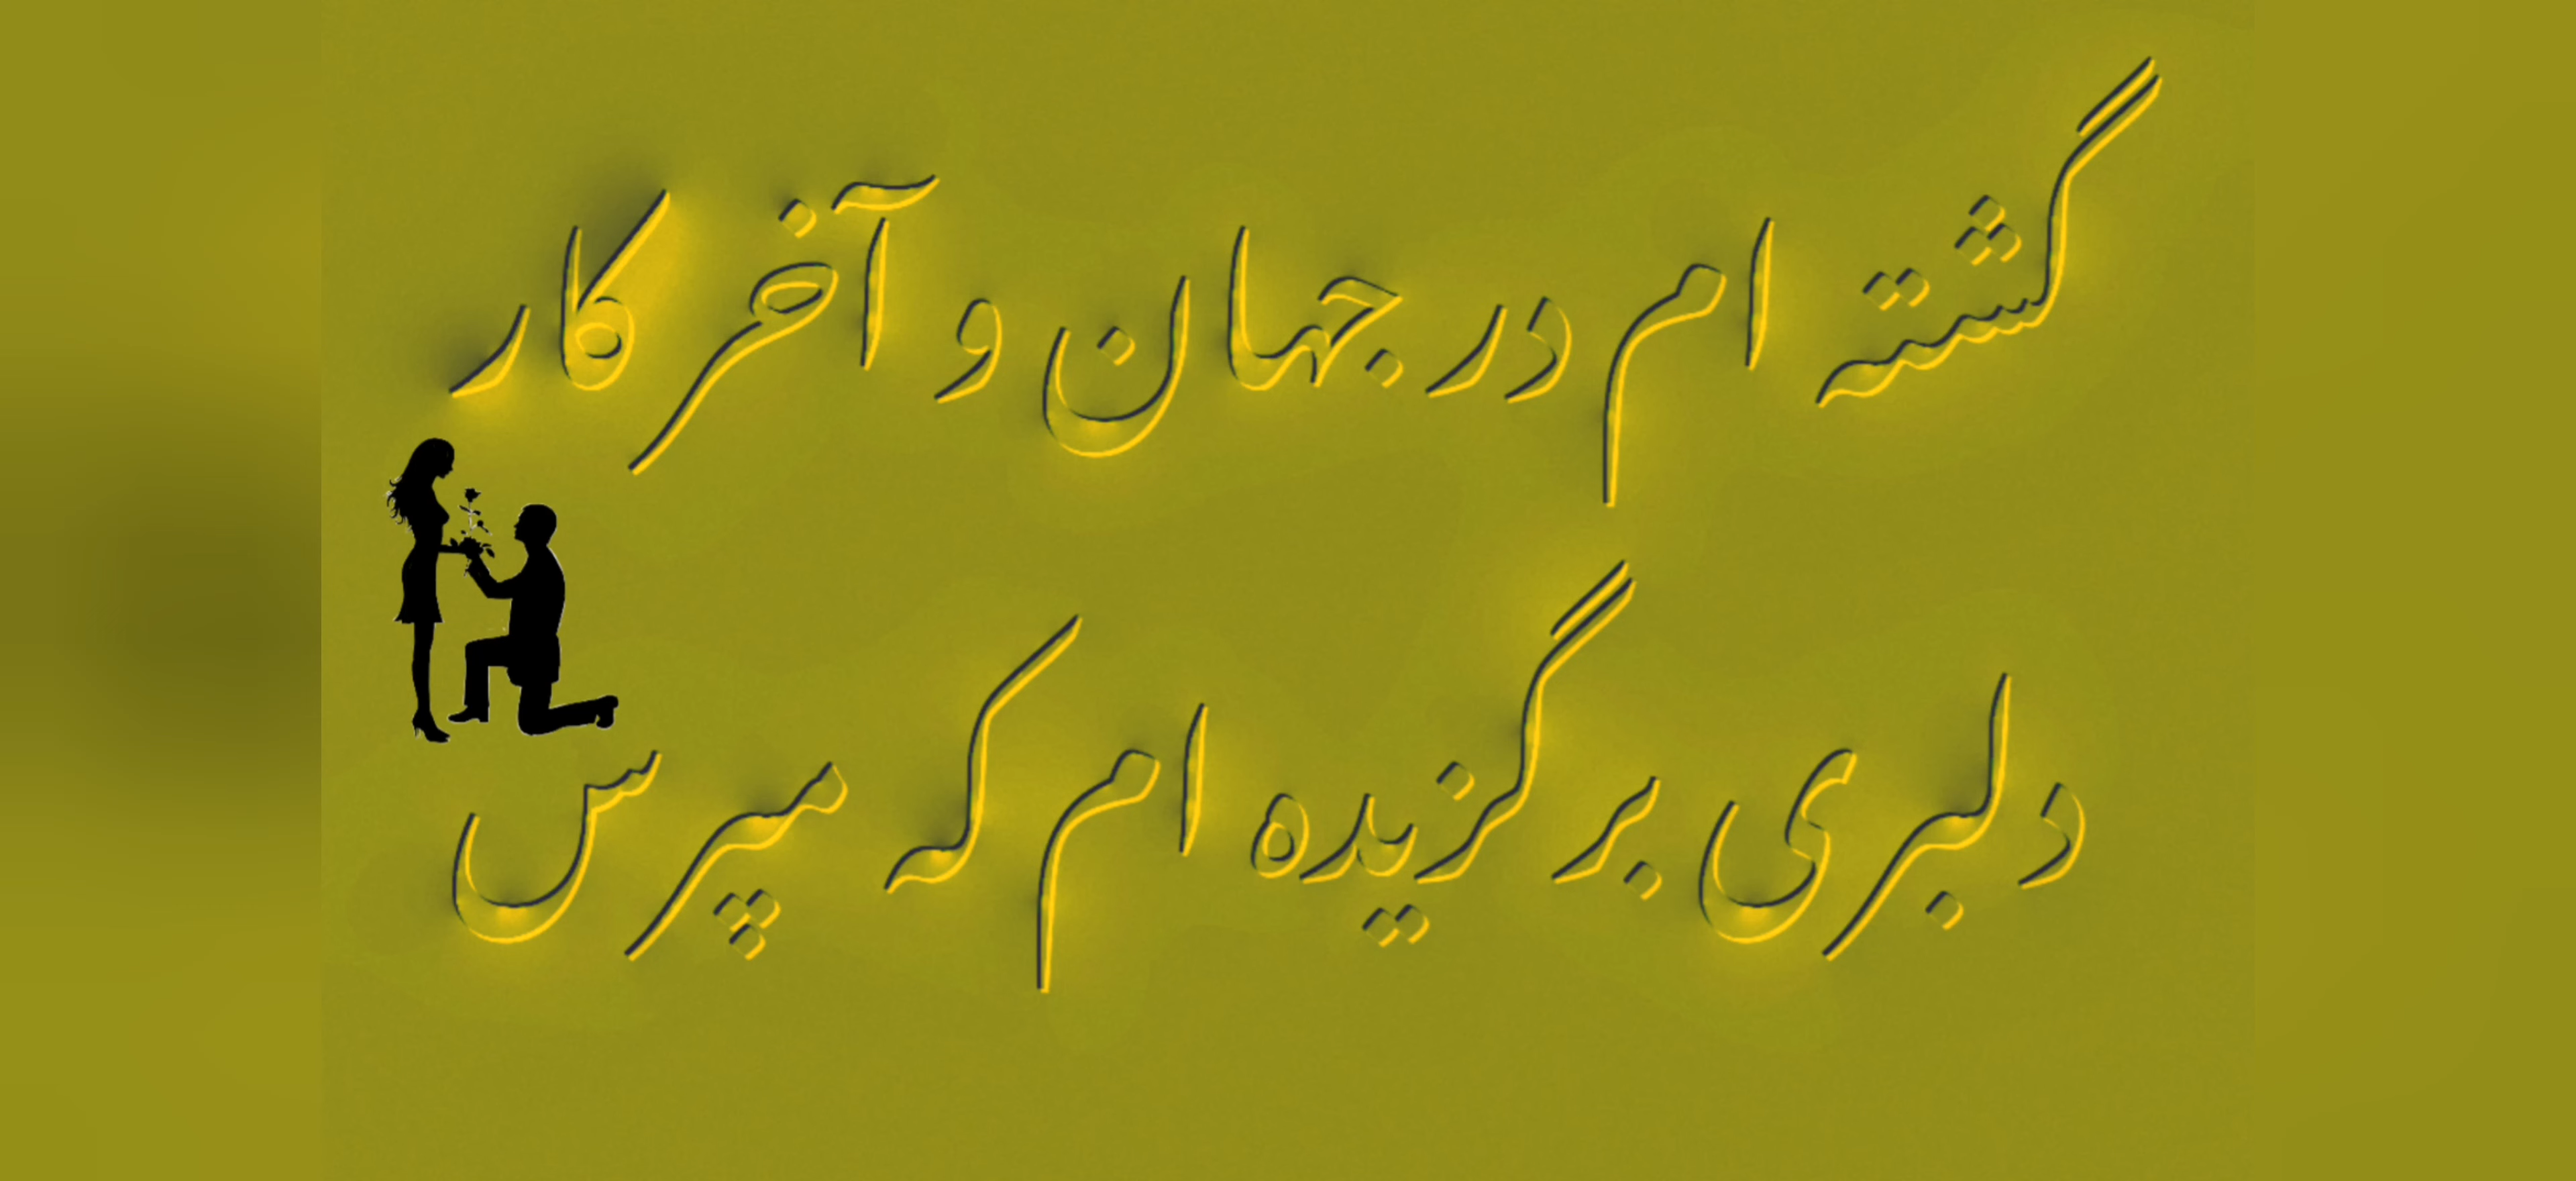 گشته ام در جهان و آخر کار
دلبری برگزیده ام که مپرس